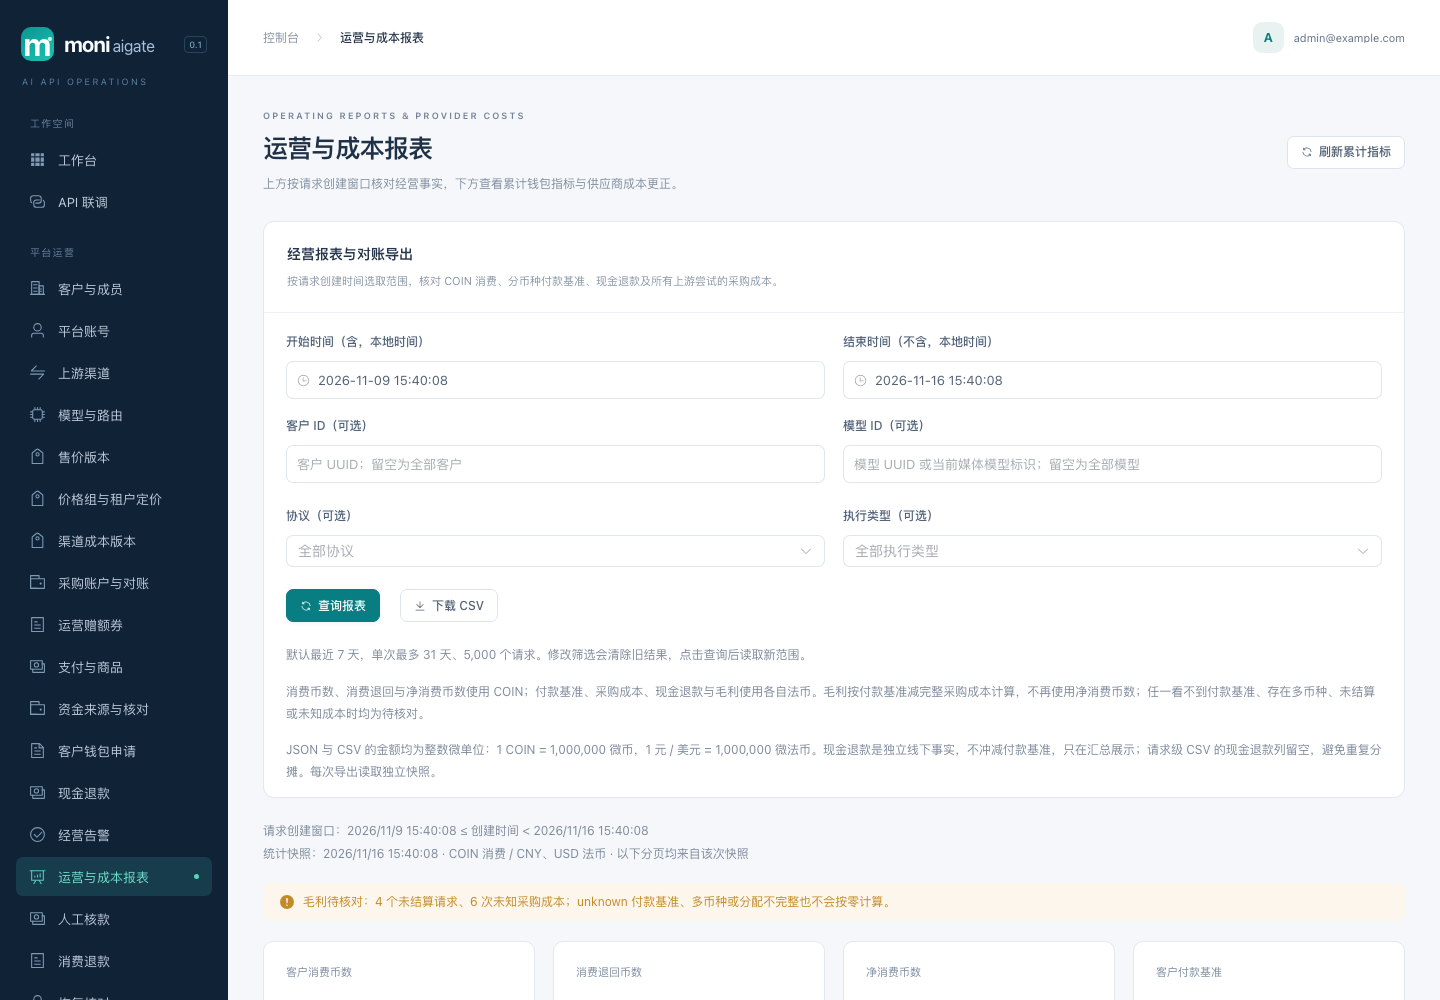 moni aigate
0.1
AI API OPERATIONS
工作空间
工作台
API 联调
平台运营
客户与成员
平台账号
上游渠道
模型与路由
售价版本
价格组与租户定价
渠道成本版本
采购账户与对账
运营赠额券
支付与商品
资金来源与核对
客户钱包申请
现金退款
经营告警
运营与成本报表
人工核款
消费退款
控制台
运营与成本报表
A
admin@example.com
OPERATING REPORTS & PROVIDER COSTS
运营与成本报表
上方按请求创建窗口核对经营事实，下方查看累计钱包指标与供应商成本更正。
刷新累计指标
经营报表与对账导出
按请求创建时间选取范围，核对 COIN 消费、分币种付款基准、现金退款及所有上游尝试的采购成本。
开始时间（含，本地时间）
2026-11-09 15:40:08
结束时间（不含，本地时间）
2026-11-16 15:40:08
客户 ID（可选）
客户 UUID；留空为全部客户
模型 ID（可选）
模型 UUID 或当前媒体模型标识；留空为全部模型
协议（可选）
全部协议
执行类型（可选）
全部执行类型
查询报表
下载 CSV
默认最近 7 天，单次最多 31 天、5,000 个请求。修改筛选会清除旧结果，点击查询后读取新范围。
消费币数、消费退回与净消费币数使用 COIN；付款基准、采购成本、现金退款与毛利使用各自法币。毛利按付款基准减完整采购成本计算，不再使用净消费币数；任一看不到付款基准、存在多币种、未结算
或未知成本时均为待核对。
JSON 与 CSV 的金额均为整数微单位：1 COIN = 1,000,000 微币，1 元 / 美元 = 1,000,000 微法币。现金退款是独立线下事实，不冲减付款基准，只在汇总展示；请求级 CSV 的现金退款列留空，避免重复分
摊。每次导出读取独立快照。
请求创建窗口：2026/11/9 15:40:08 ≤ 创建时间 < 2026/11/16 15:40:08
统计快照：2026/11/16 15:40:08 · COIN 消费 / CNY、USD 法币 · 以下分页均来自该次快照
毛利待核对：4 个未结算请求、6 次未知采购成本；unknown 付款基准、多币种或分配不完整也不会按零计算。
客户消费币数
消费退回币数
净消费币数
客户付款基准